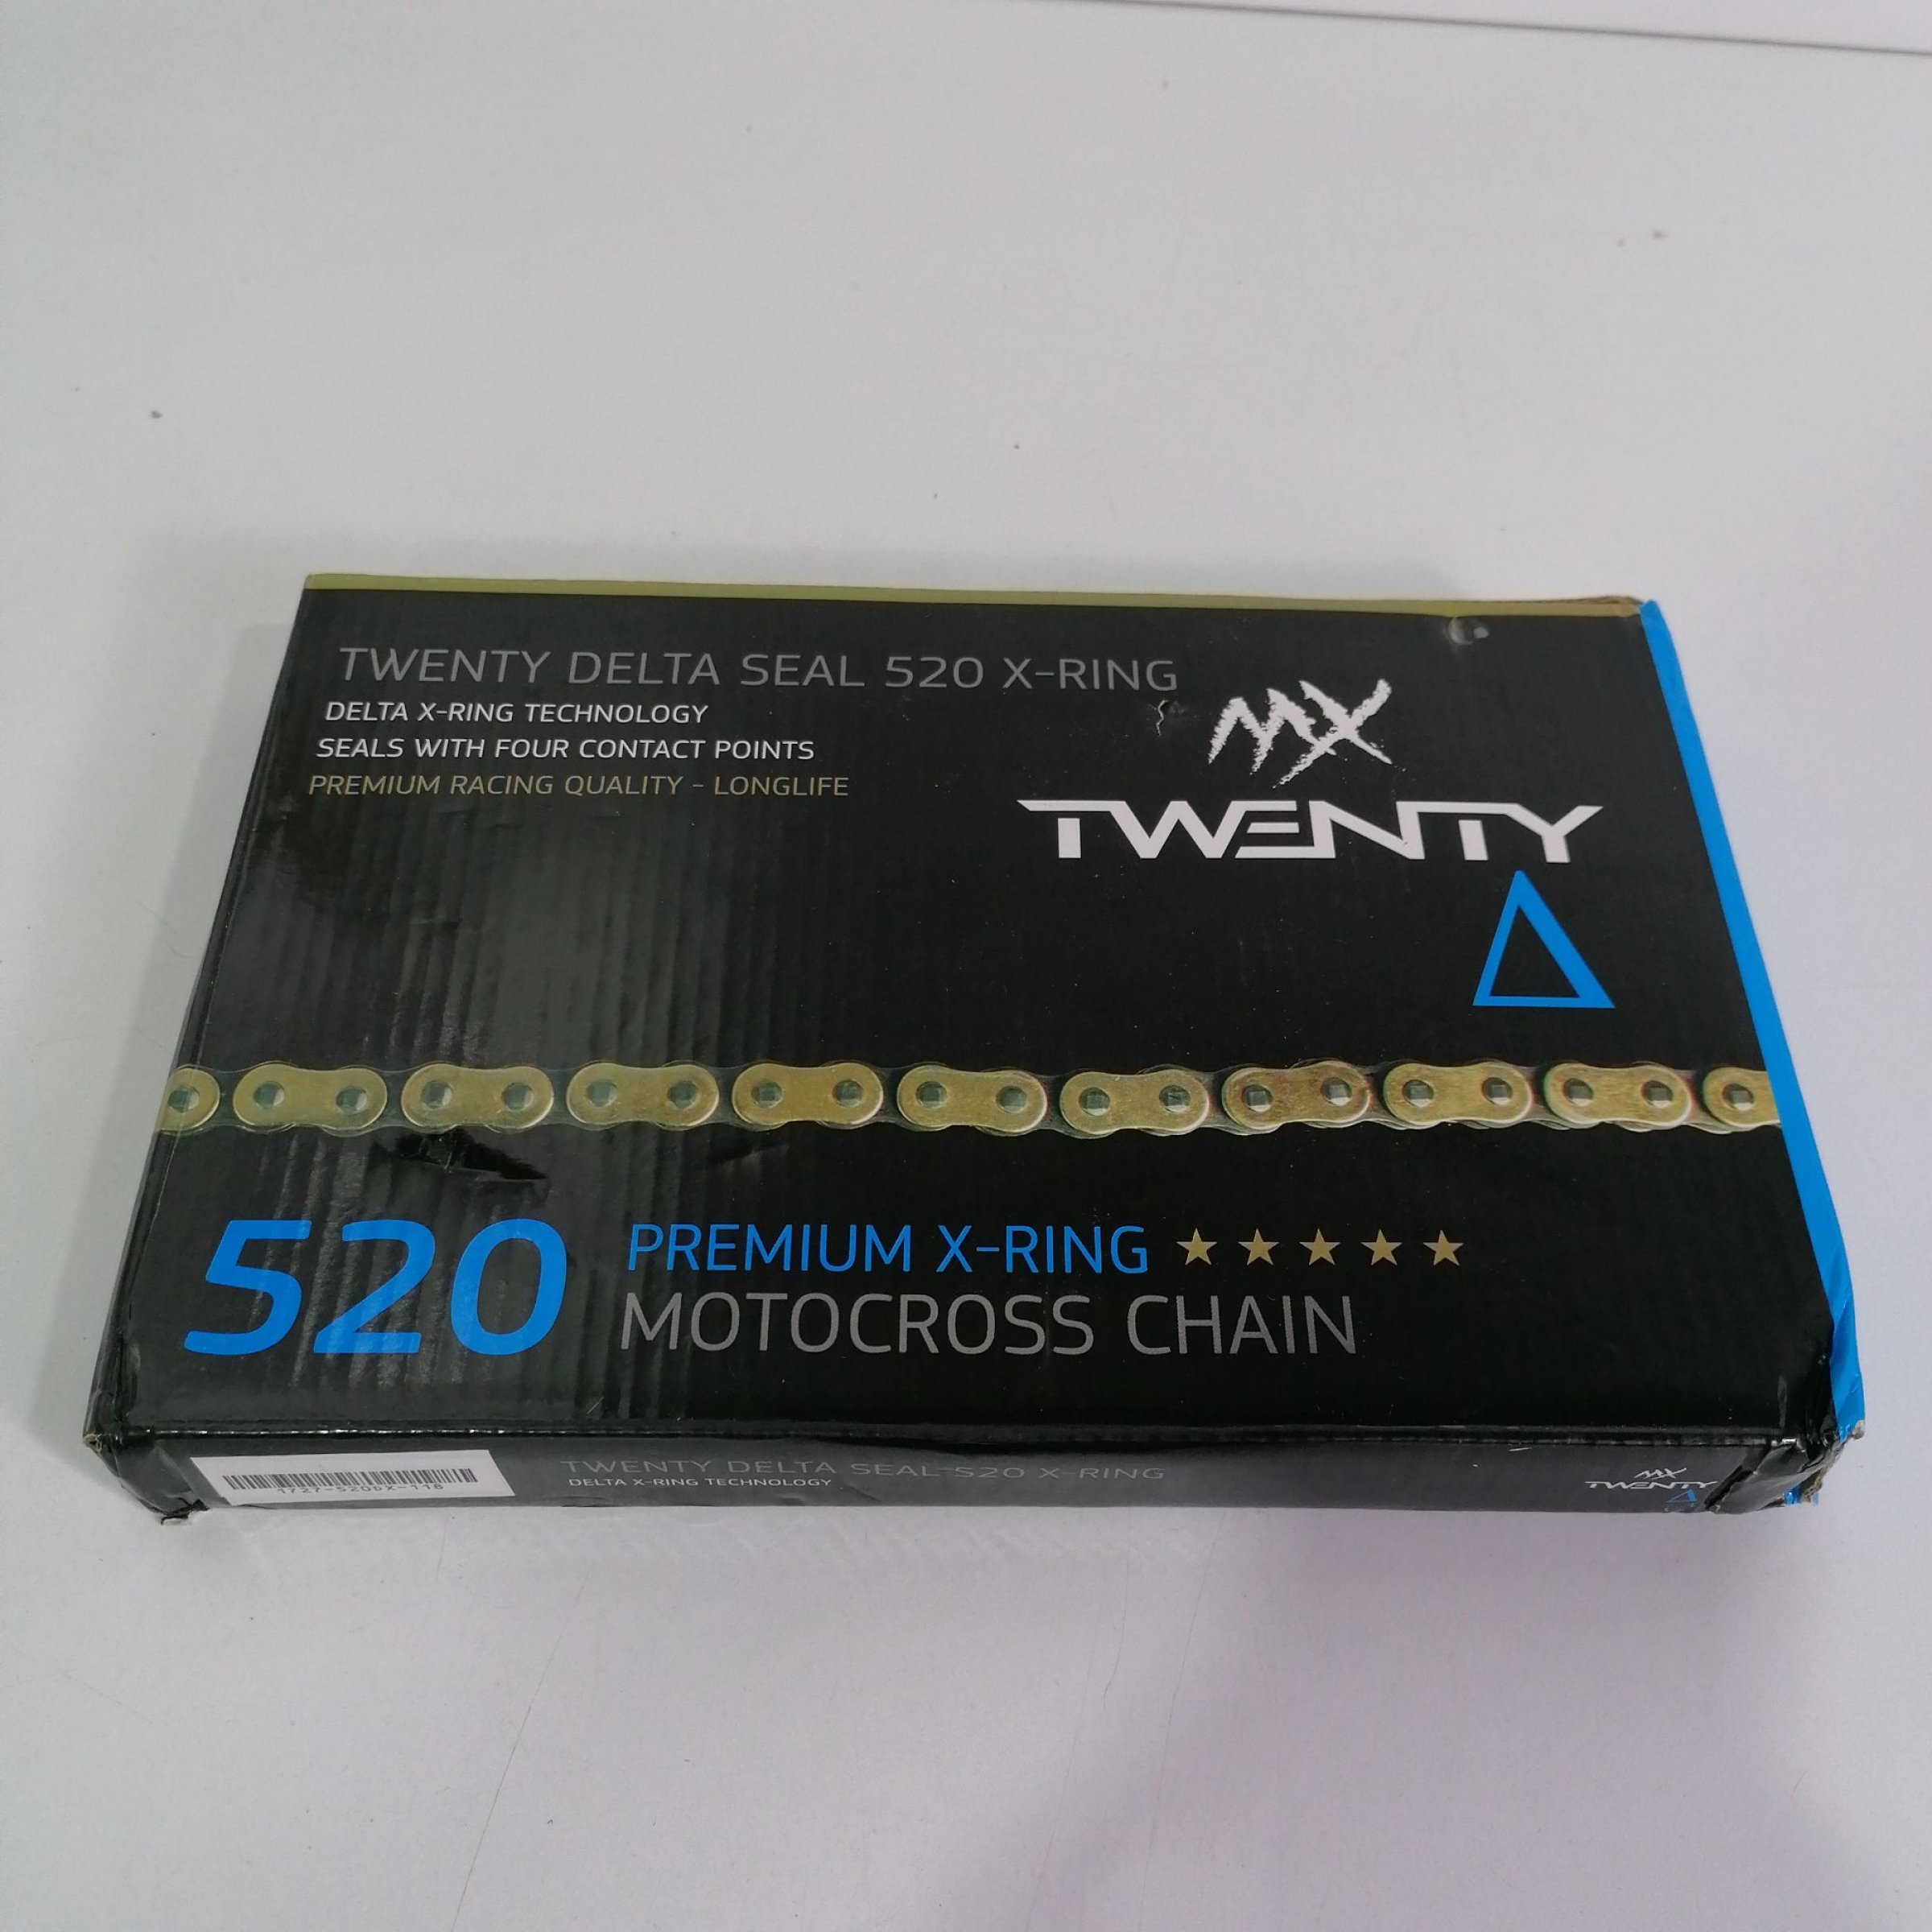 TWENTY DELTA SEAL 520 X-RING
DELTA X-RING TECHNOLOGY
SEALS WITH FOUR CONTACT POINTS
PREMIUM RACING QUALITY - LONGLIFE
MX
TWENTY
520
PREMIUM X-RING
MOTOCROSS CHAIN
TWENTY DELTA SEAL 520 X-RING
DELTA X-RING TECHNOLOGY
MX
TWENTY